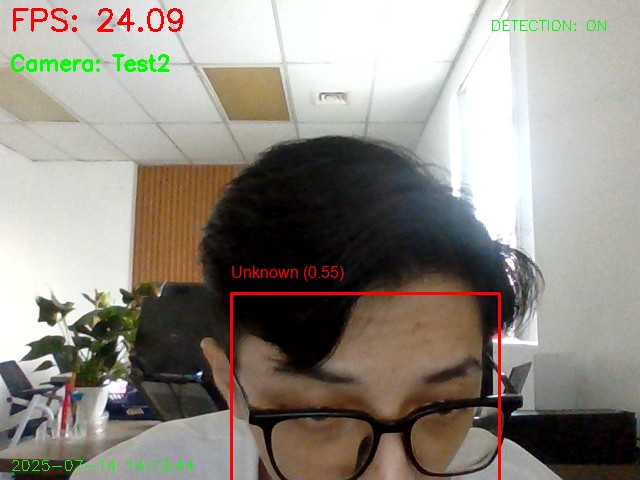 FPS: 24.09
DETECTION: ON
Camera: Test2
Unknown (0.55)
2025-07-14 14:13:44